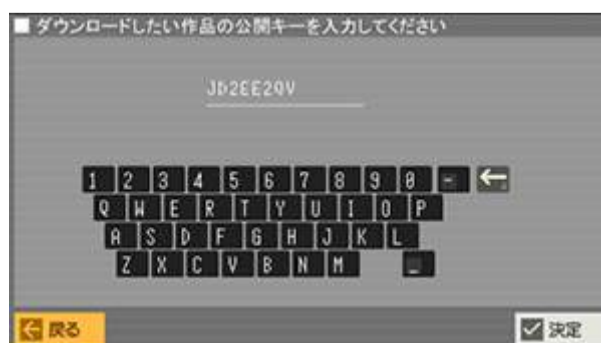 ■ ダウンロードしたい作品の公開キーを入力してください
JD2EE2QV
1 2 3 4 5 6 7 8 9 0 - ←
Q W E R T Y U I O P
A S D F G H J K L
Z X C V B N M _
戻る
決定